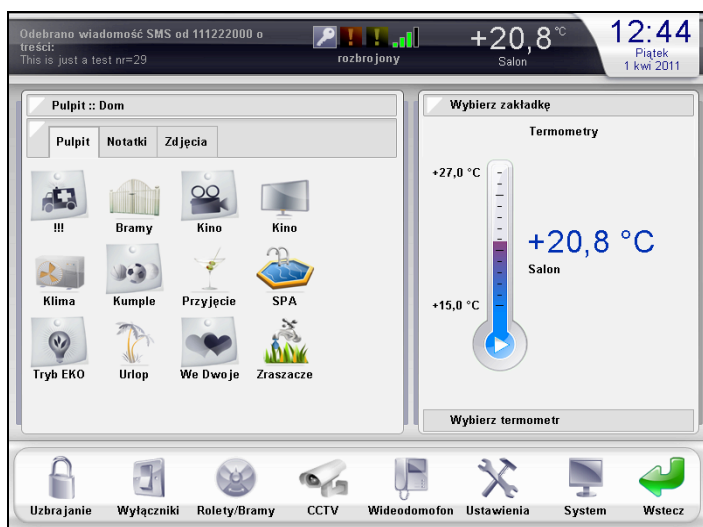 Odebrano wiadomość SMS od 111222000 o
treści:
This is just a test nr=29
rozbrojony
+20,8 °C
Salon
12:44
Piątek
1 kwi 2011
Pulpit :: Dom
Pulpit Notatki Zdjęcia
!!! Bramy Kino Kino
Klima Kumple Przyjęcie SPA
Tryb EKO Urlop We Dwoje Zraszacze
Wybierz zakładkę
Termometry
+27,0 °C
+20,8 °C
Salon
+15,0 °C
Wybierz termometr
Uzbrajanie Wyłączniki Rolety/Bramy CCTV Wideodomofon Ustawienia System Wstecz